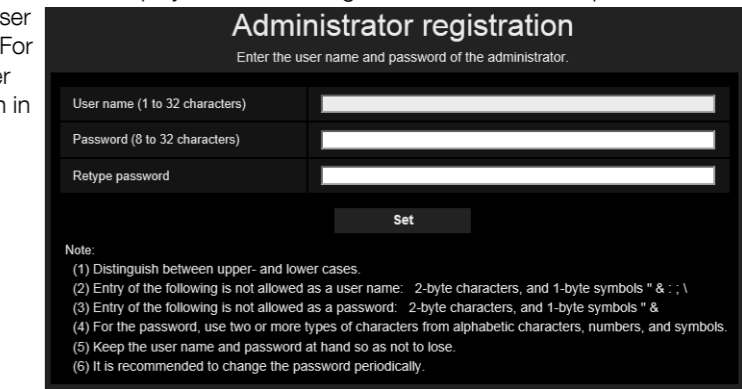 ser
For
er
n in
Administrator registration
Enter the user name and password of the administrator.
User name (1 to 32 characters)
Password (8 to 32 characters)
Retype password
Set
Note:
(1) Distinguish between upper- and lower cases.
(2) Entry of the following is not allowed as a user name: 2-byte characters, and 1-byte symbols " & : ; \
(3) Entry of the following is not allowed as a password: 2-byte characters, and 1-byte symbols " &
(4) For the password, use two or more types of characters from alphabetic characters, numbers, and symbols.
(5) Keep the user name and password at hand so as not to lose.
(6) It is recommended to change the password periodically.